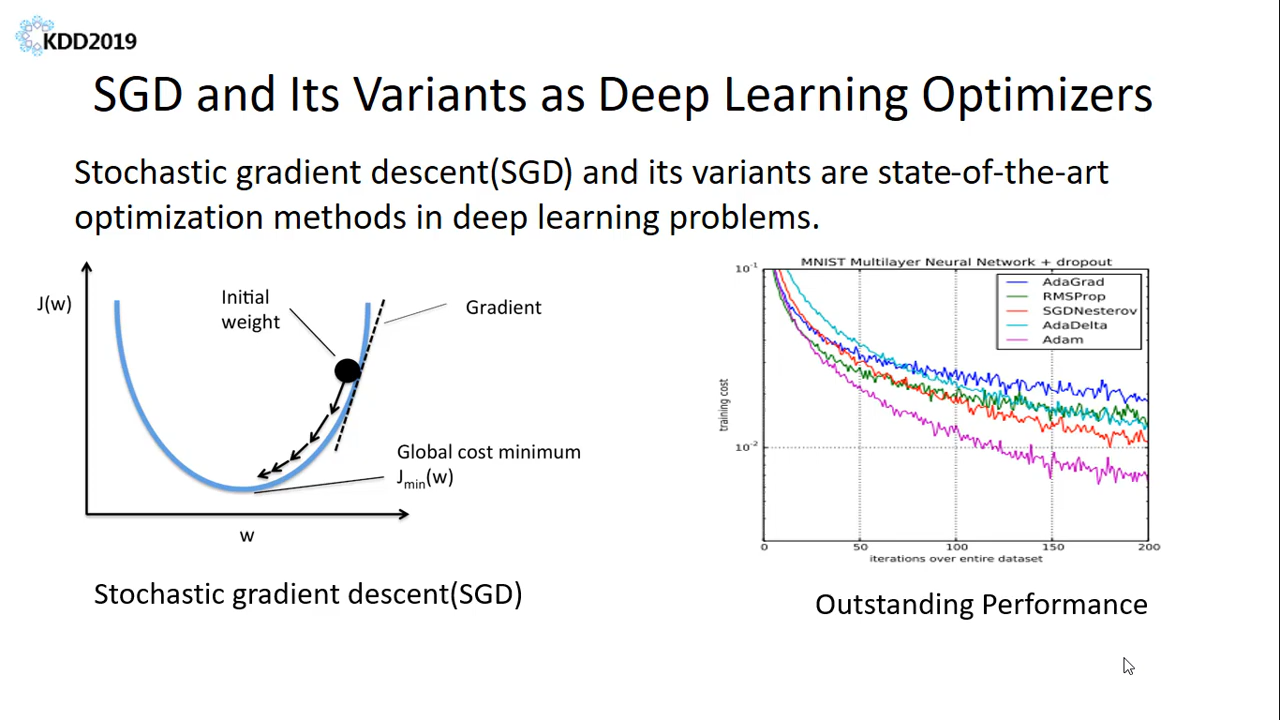 KDD2019
SGD and Its Variants as Deep Learning Optimizers
Stochastic gradient descent(SGD) and its variants are state-of-the-art
optimization methods in deep learning problems.
J(w)
Initial
weight
Gradient
Global cost minimum
Jmin(w)
w
Stochastic gradient descent(SGD)
MNIST Multilayer Neural Network + dropout
AdaGrad
RMSProp
SGDNesterov
AdaDelta
Adam
10-1
10-2
training cost
0 50 100 150 200
iterations over entire dataset
Outstanding Performance